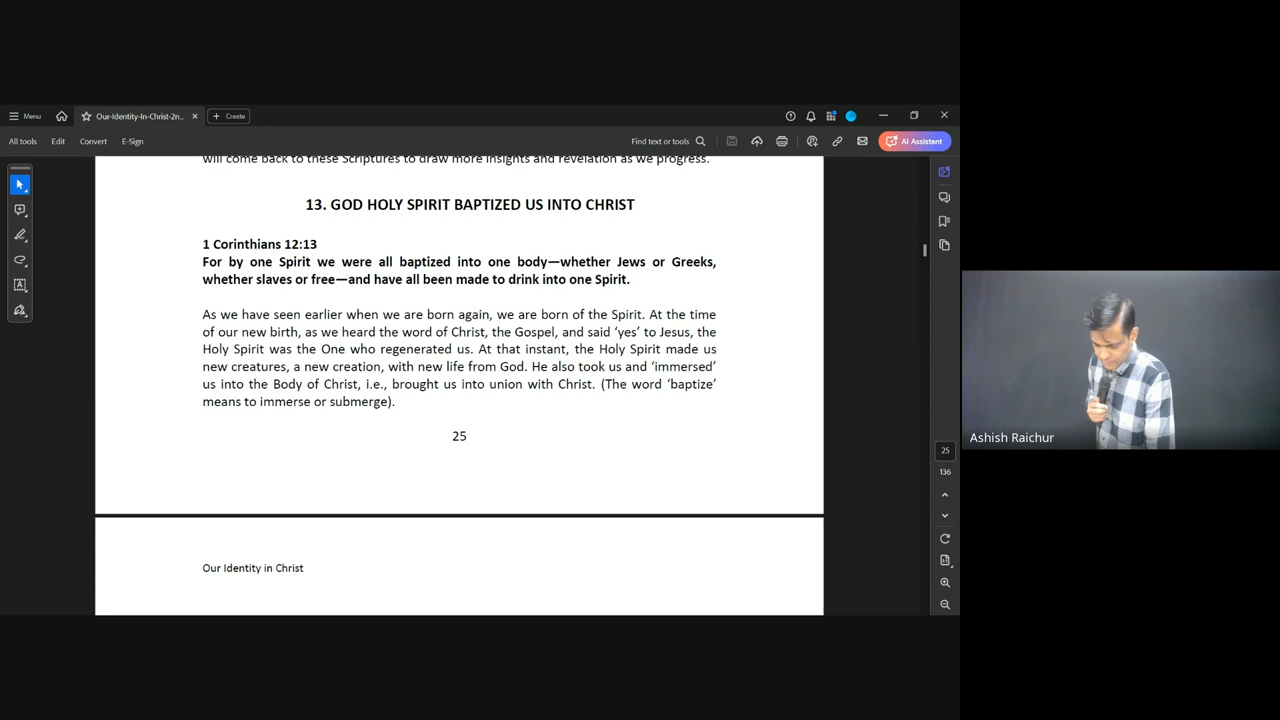 Menu
Our-Identity-In-Christ-2n...
Create
All tools
Edit
Convert
E-Sign
Find text or tools
AI Assistant
will come back to these Scriptures to draw more insights and revelation as we progress.
13. GOD HOLY SPIRIT BAPTIZED US INTO CHRIST
1 Corinthians 12:13
For by one Spirit we were all baptized into one body—whether Jews or Greeks,
whether slaves or free—and have all been made to drink into one Spirit.
As we have seen earlier when we are born again, we are born of the Spirit. At the time
of our new birth, as we heard the word of Christ, the Gospel, and said ‘yes’ to Jesus, the
Holy Spirit was the One who regenerated us. At that instant, the Holy Spirit made us
new creatures, a new creation, with new life from God. He also took us and ‘immersed’
us into the Body of Christ, i.e., brought us into union with Christ. (The word ‘baptize’
means to immerse or submerge).
25
Our Identity in Christ
25
136
Ashish Raichur